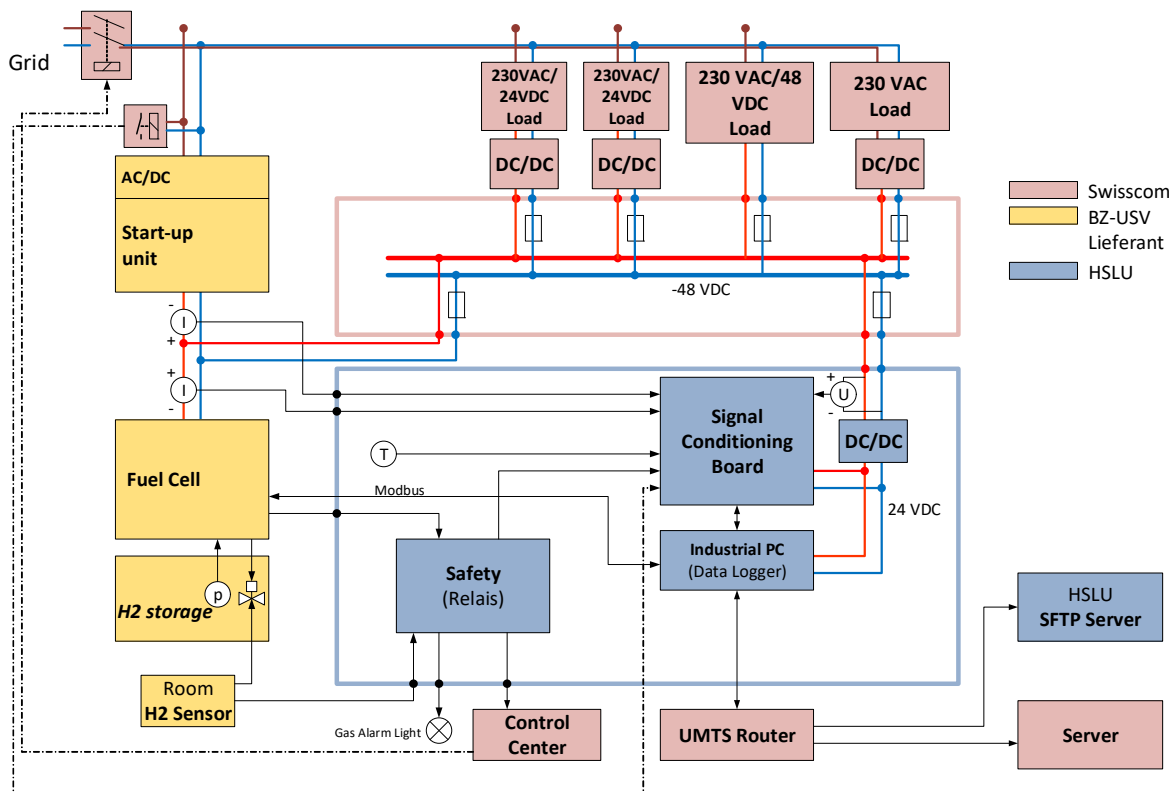 Grid
230VAC/
24VDC
Load
230VAC/
24VDC
Load
230 VAC/48
VDC
Load
230 VAC
Load
DC/DC
DC/DC
DC/DC
AC/DC
Start-up
unit
Swisscom
BZ-USV
Lieferant
HSLU
-48 VDC
-
I
+
+
I
-
Signal
Conditioning
Board
+
U
-
DC/DC
Fuel Cell
T
Modbus
24 VDC
Industrial PC
(Data Logger)
Safety
(Relais)
p
H2 storage
HSLU
SFTP Server
Room
H2 Sensor
Gas Alarm Light
Control
Center
UMTS Router
Server